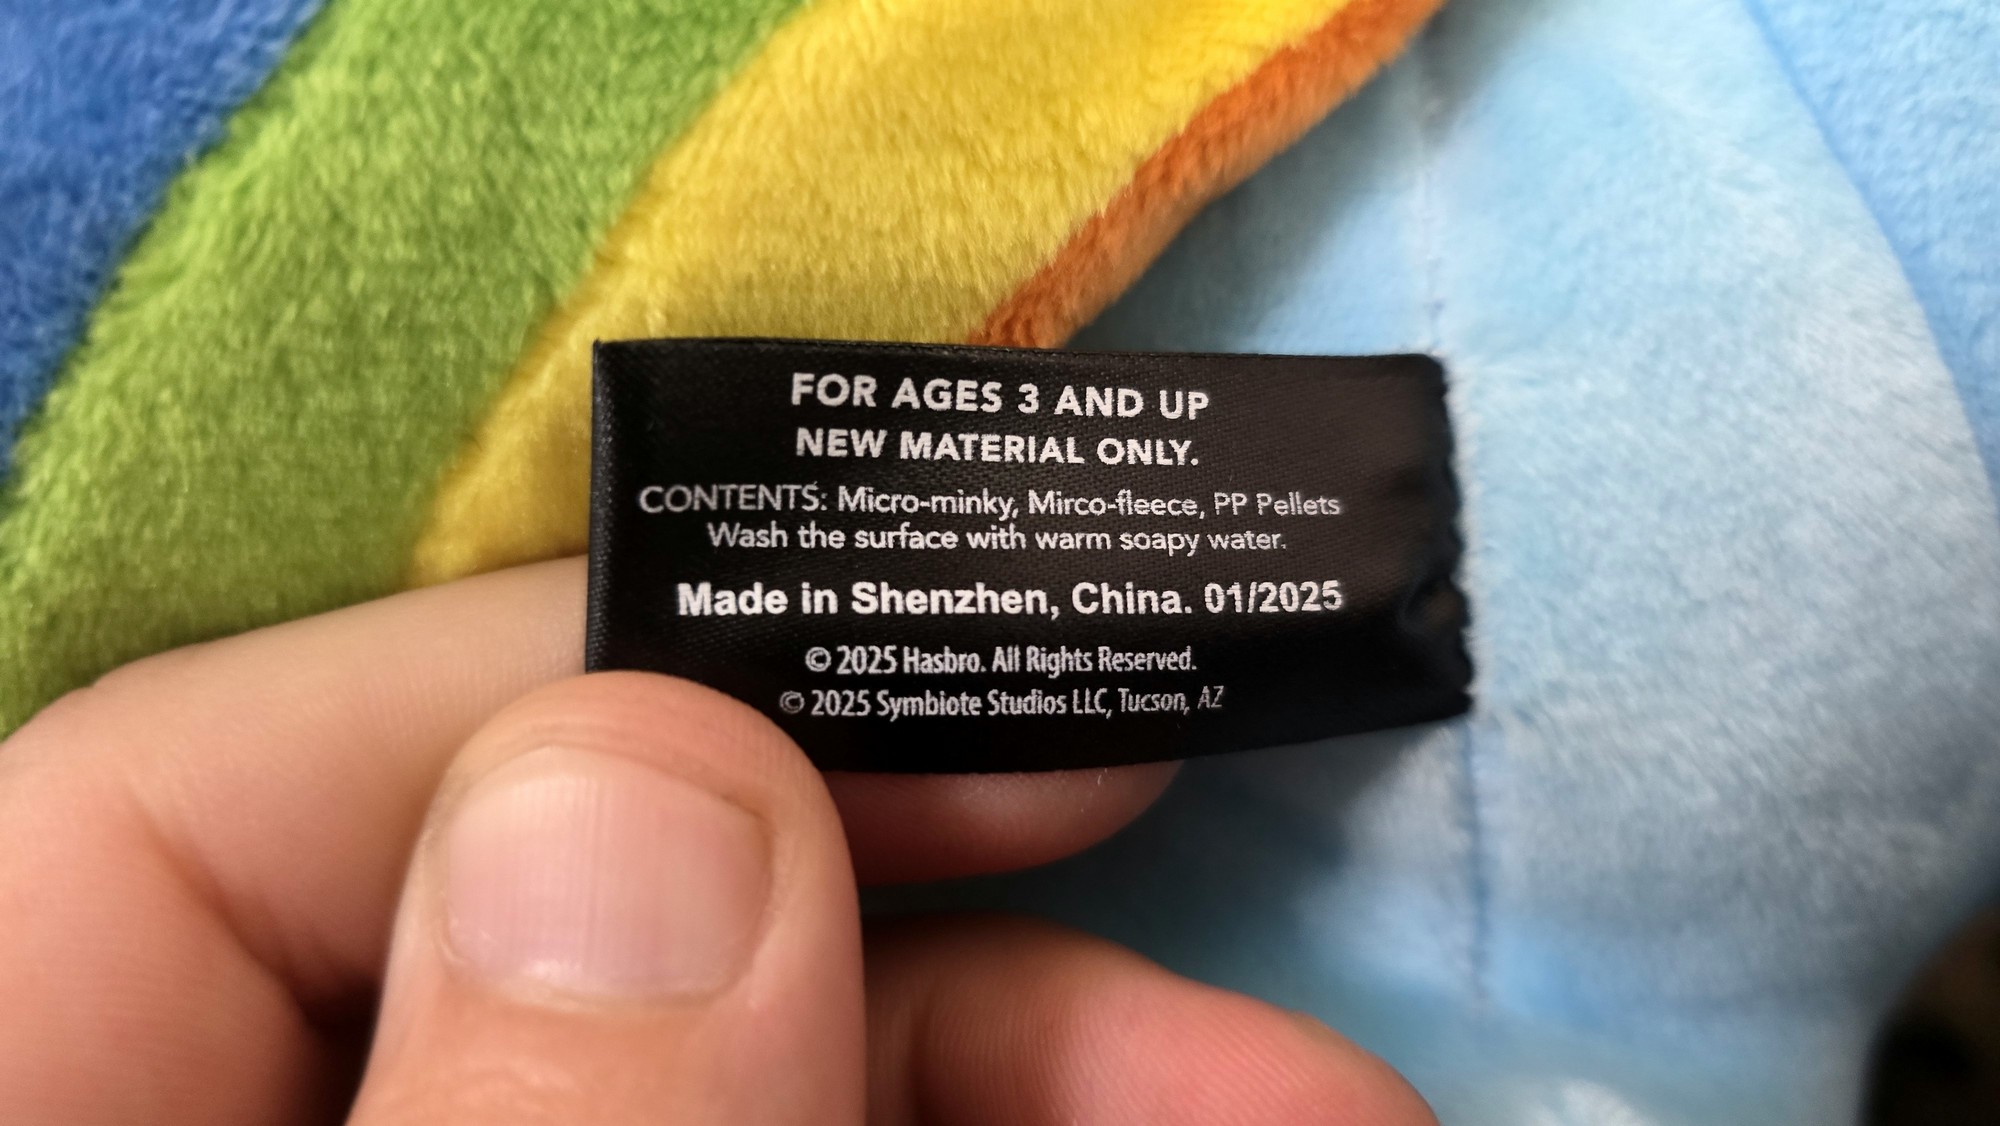 FOR AGES 3 AND UP
NEW MATERIAL ONLY.
CONTENTS: Micro-minky, Mirco-fleece, PP Pellets
Wash the surface with warm soapy water.
Made in Shenzhen, China. 01/2025
© 2025 Hasbro. All Rights Reserved.
© 2025 Symbiote Studios LLC, Tucson, AZ